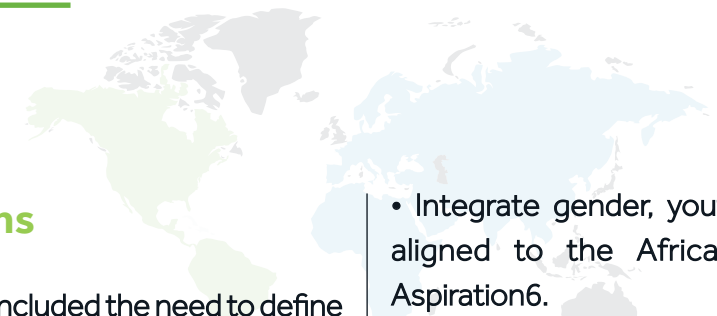 ns
ncluded the need to define
• Integrate gender, you
aligned to the Africa
Aspiration6.